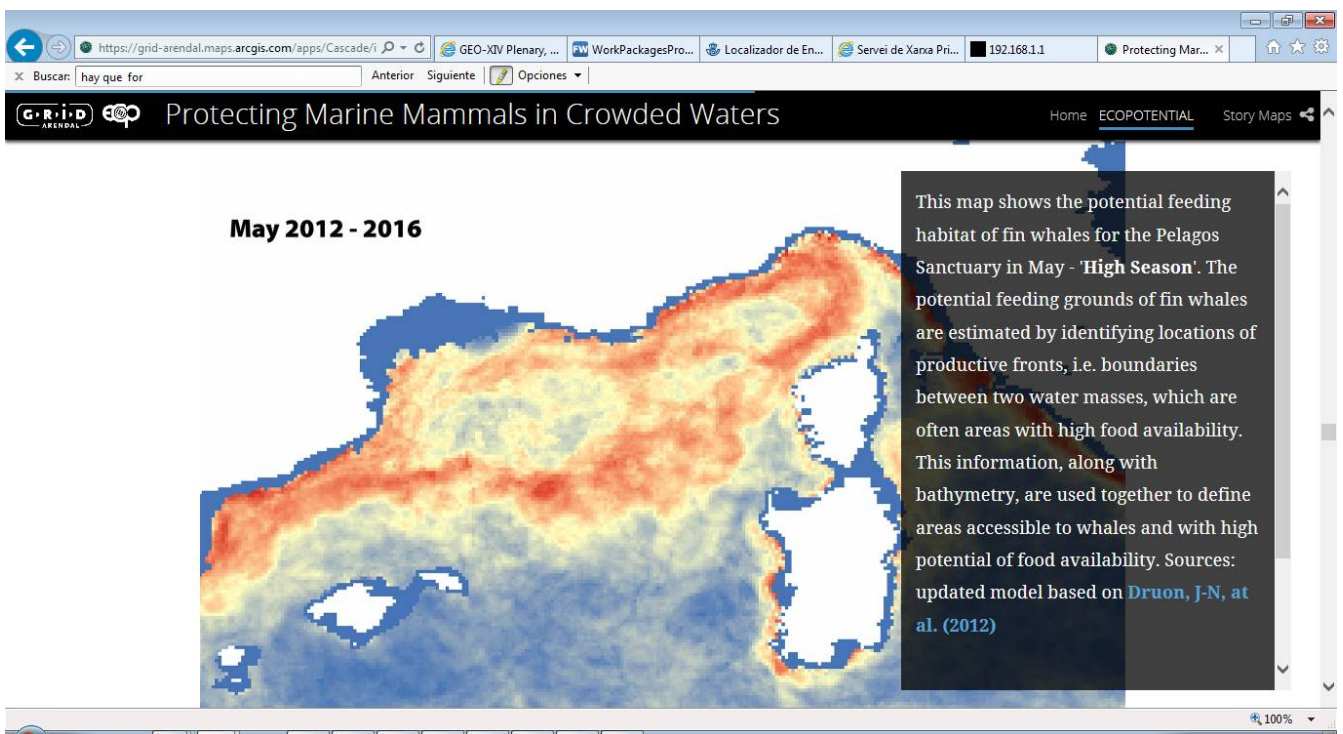 https://grid-arendal.maps.arcgis.com/apps/Cascade/i
GEO-XIV Plenary, ...
WorkPackagesPro...
Localizador de En...
Servei de Xarxa Pri...
192.168.1.1
Protecting Mar...
Buscar: hay que for
Anterior Siguiente Opciones
G·R·I·D
ARENDAL
Protecting Marine Mammals in Crowded Waters
Home ECOPOTENTIAL Story Maps
May 2012 - 2016
This map shows the potential feeding
habitat of fin whales for the Pelagos
Sanctuary in May - 'High Season'. The
potential feeding grounds of fin whales
are estimated by identifying locations of
productive fronts, i.e. boundaries
between two water masses, which are
often areas with high food availability.
This information, along with
bathymetry, are used together to define
areas accessible to whales and with high
potential of food availability. Sources:
updated model based on Druon, J-N, at
al. (2012)
100%